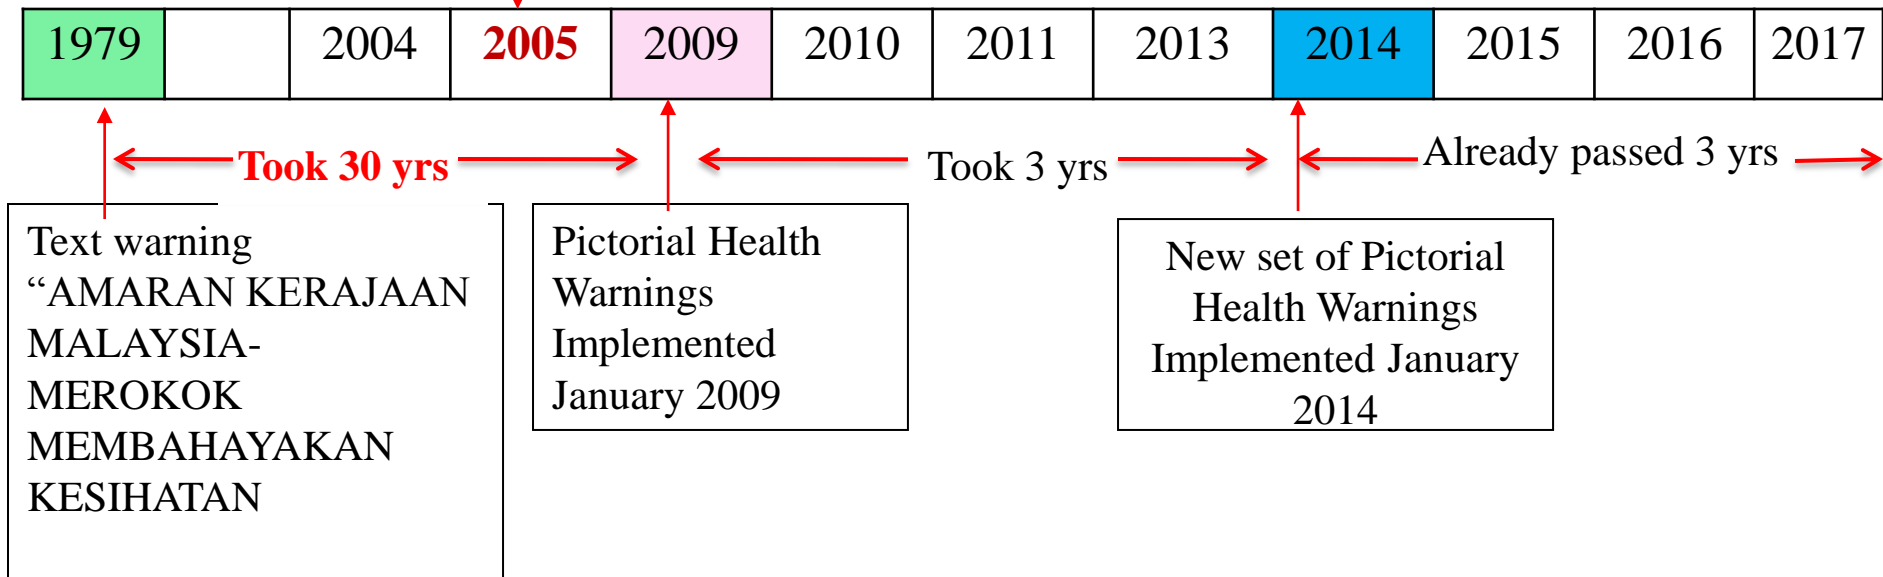 1979 2004 2005 2009 2010 2011 2013 2014 2015 2016 2017
Took 30 yrs
Took 3 yrs
Already passed 3 yrs
Text warning
“AMARAN KERAJAAN
MALAYSIA-
MEROKOK
MEMBAHAYAKAN
KESIHATAN
Pictorial Health
Warnings
Implemented
January 2009
New set of Pictorial
Health Warnings
Implemented January
2014